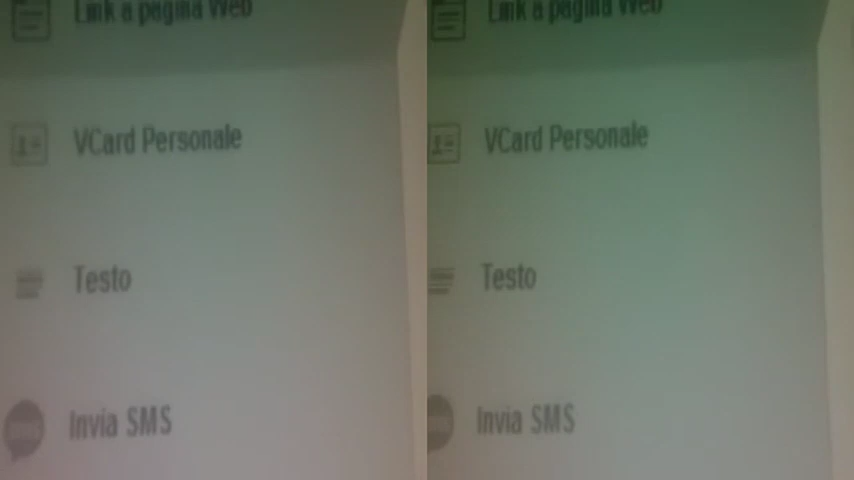 Link a pagina Web
Link a pagina Web
VCard Personale
VCard Personale
Testo
Testo
Invia SMS
Invia SMS